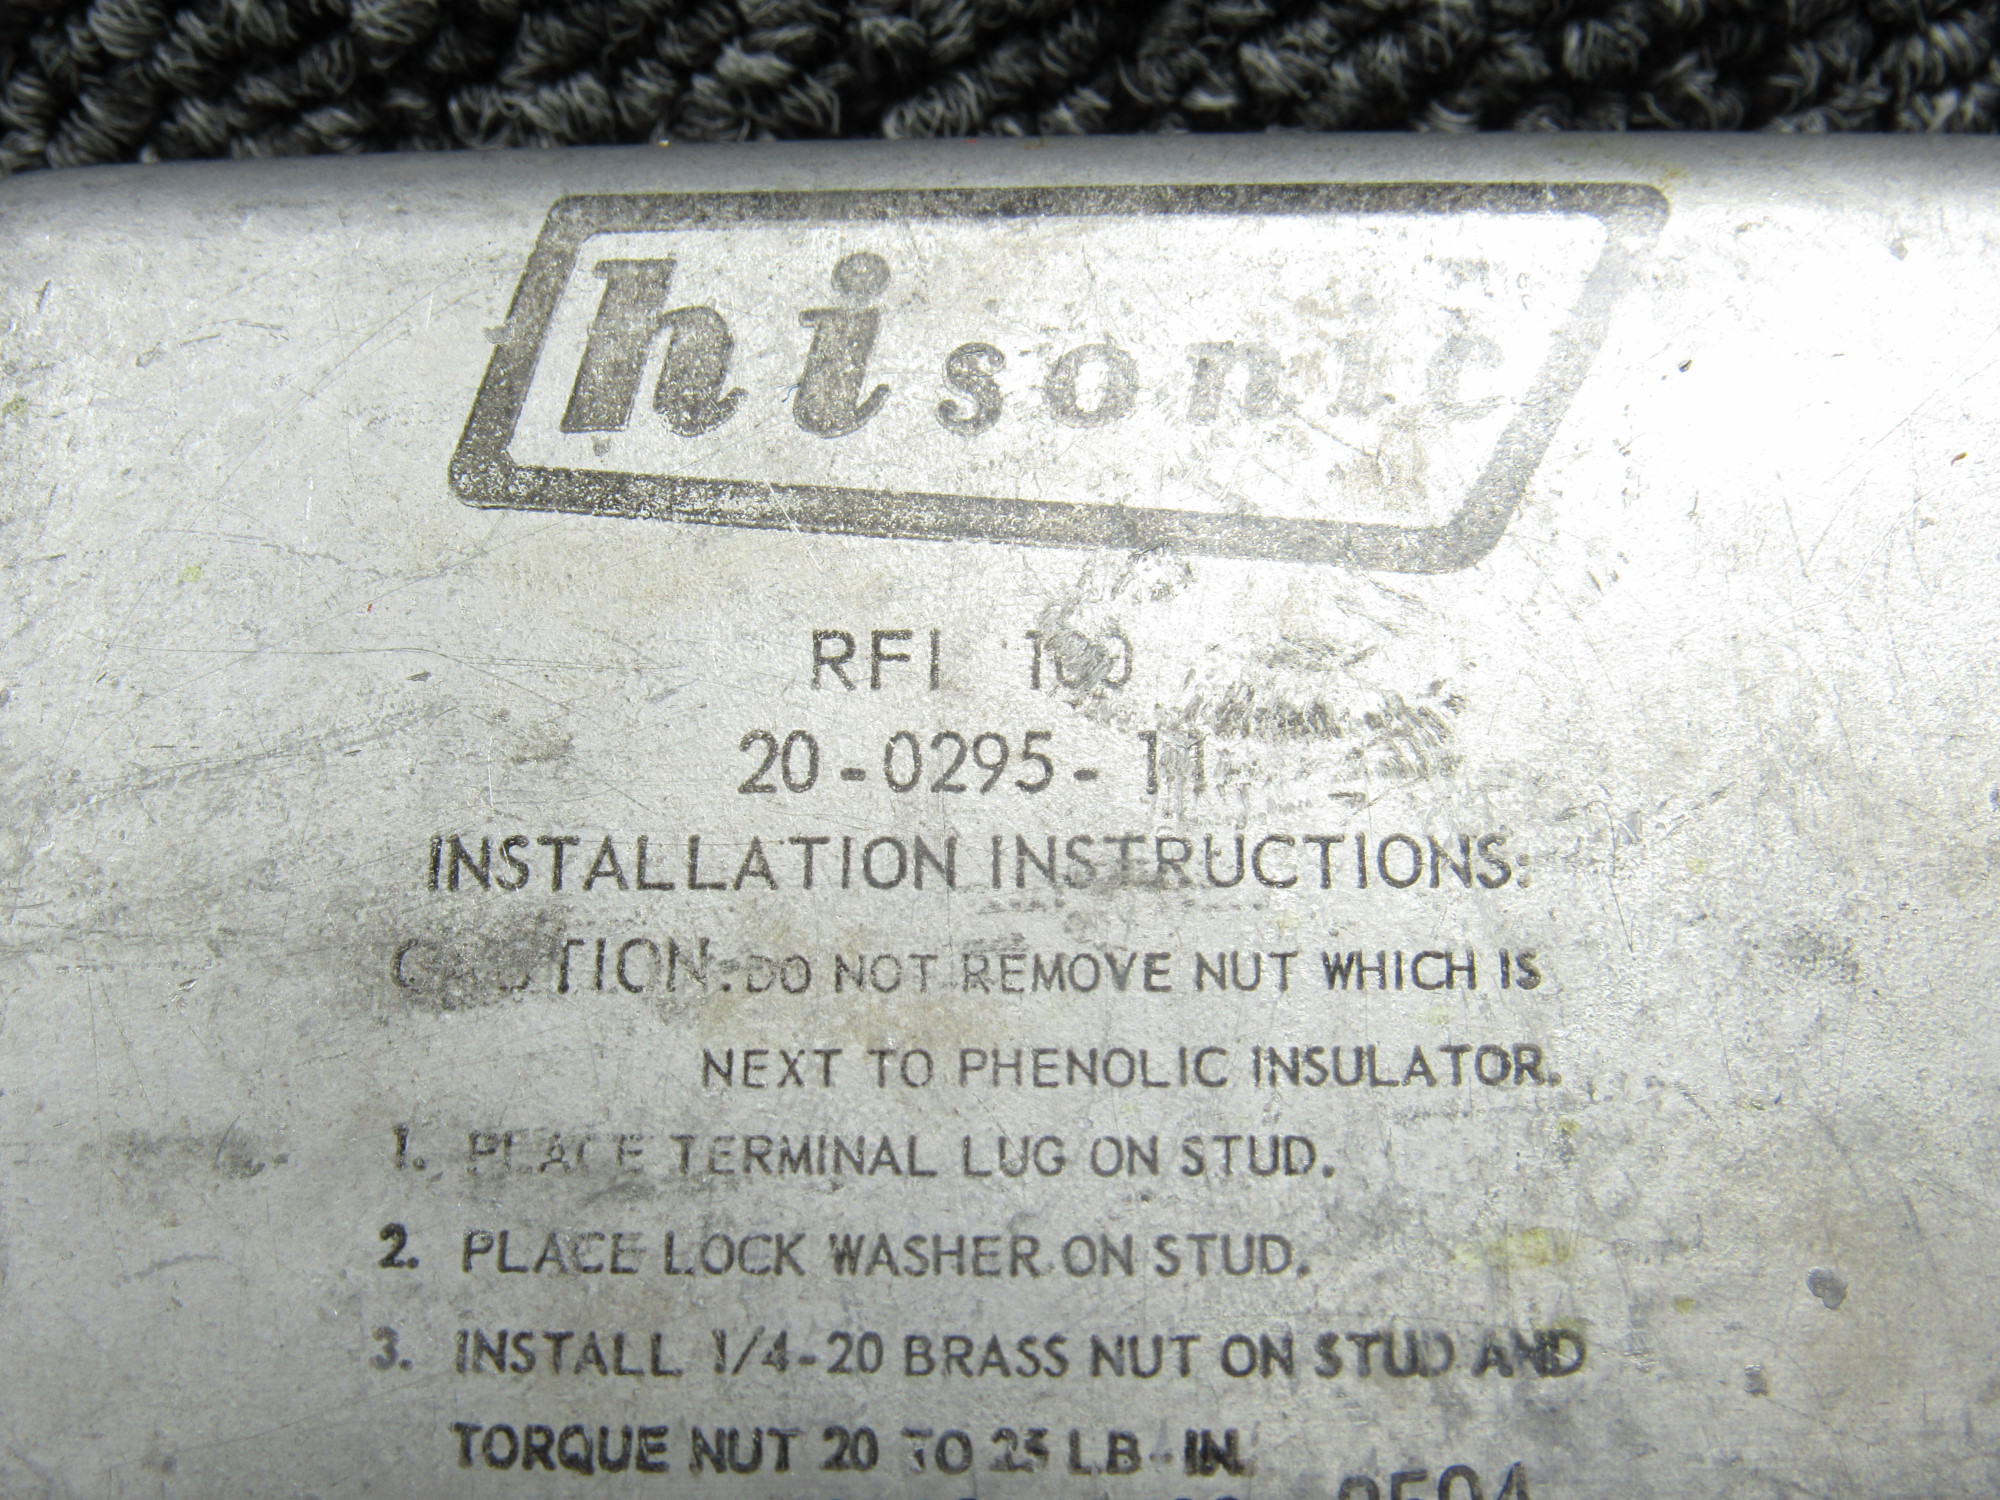 hisonic
RFI 100
20-0295-11
INSTALLATION INSTRUCTIONS:
CAUTION: DO NOT REMOVE NUT WHICH IS
NEXT TO PHENOLIC INSULATOR.
1. PLACE TERMINAL LUG ON STUD.
2. PLACE LOCK WASHER ON STUD.
3. INSTALL 1/4-20 BRASS NUT ON STUD AND
TORQUE NUT 20 TO 25 LB-IN.